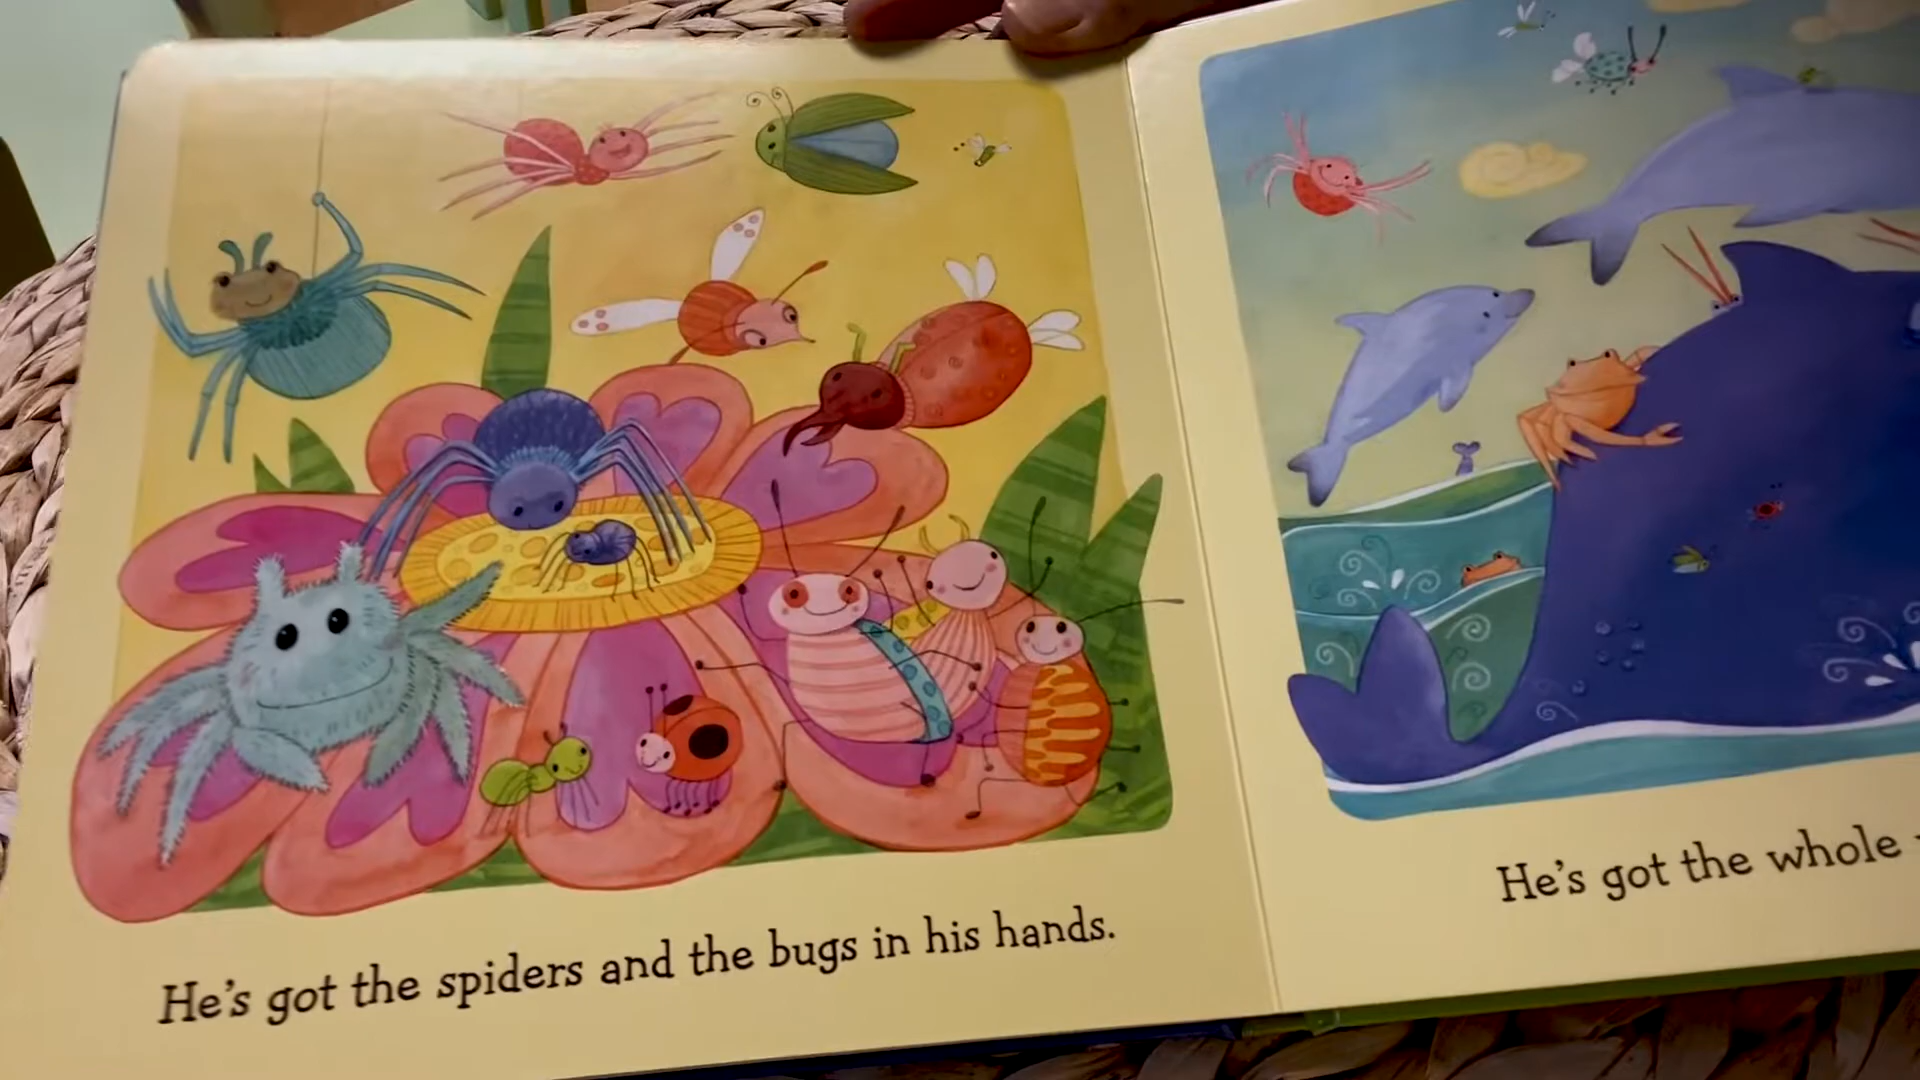 He's got the spiders and the bugs in his hands.
He's got the whole